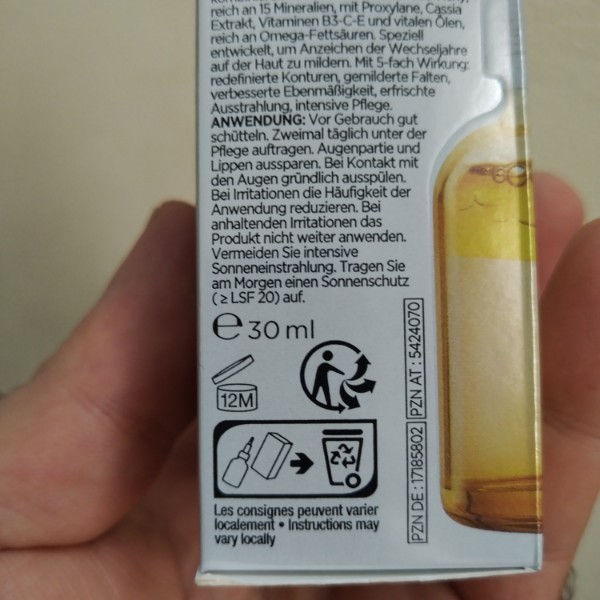 reich an 15 Mineralien, mit Proxylane, Cassia
Extrakt, Vitaminen B3-C-E und vitalen Ölen,
reich an Omega-Fettsäuren. Speziell
entwickelt, um Anzeichen der Wechseljahre
auf der Haut zu mildern. Mit 5-fach Wirkung:
redefinierte Konturen, gemilderte Falten,
verbesserte Ebenmäßigkeit, erfrischte
Ausstrahlung, intensive Pflege.
ANWENDUNG: Vor Gebrauch gut
schütteln. Zweimal täglich unter der
Pflege auftragen. Augenpartie und
Lippen aussparen. Bei Kontakt mit
den Augen gründlich ausspülen.
Bei Irritationen die Häufigkeit der
Anwendung reduzieren. Bei
anhaltenden Irritationen das
Produkt nicht weiter anwenden.
Vermeiden Sie intensive
Sonneneinstrahlung. Tragen Sie
am Morgen einen Sonnenschutz
(≥ LSF 20) auf.
℮ 30 ml
12M
Les consignes peuvent varier
localement • Instructions may
vary locally
PZN DE : 17185802
PZN AT : 5424070